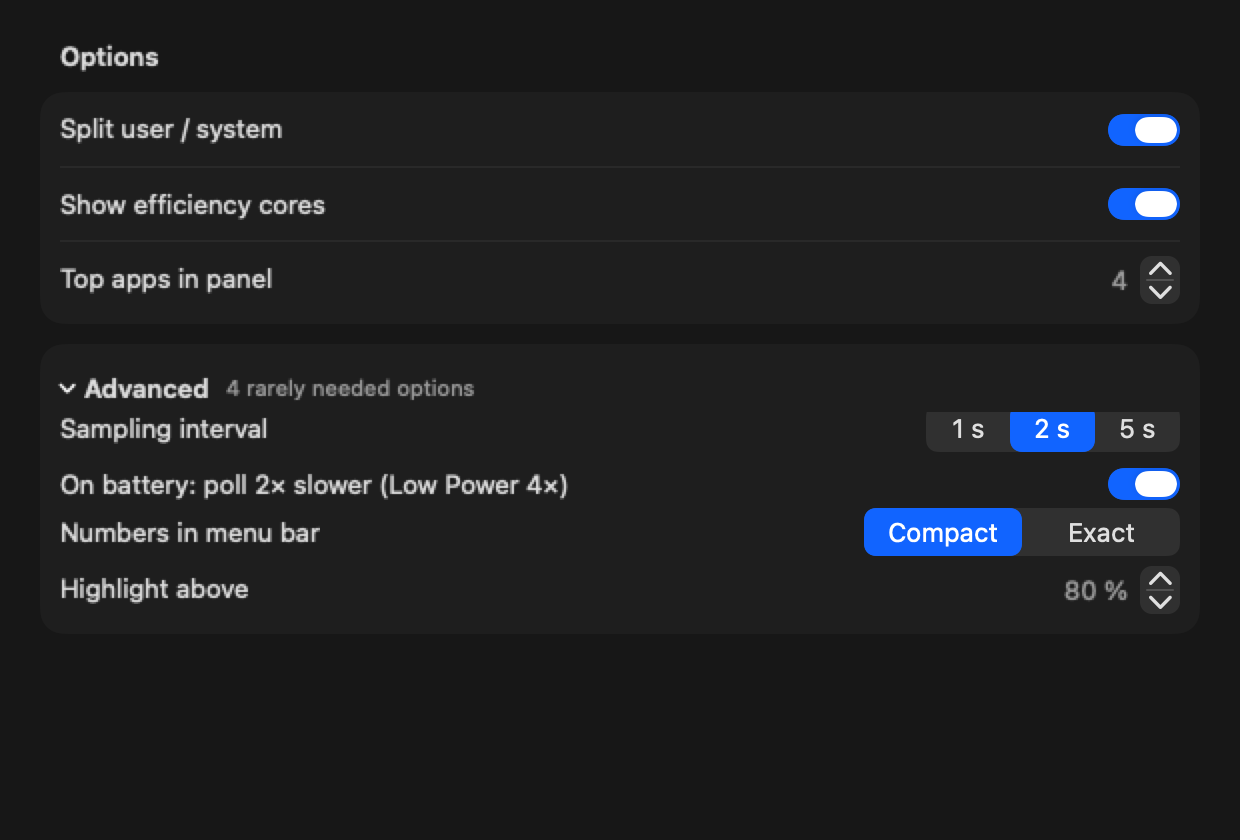 Options
Split user / system
Show efficiency cores
Top apps in panel 4
Advanced 4 rarely needed options
Sampling interval 1 s 2 s 5 s
On battery: poll 2× slower (Low Power 4×)
Numbers in menu bar Compact Exact
Highlight above 80 %